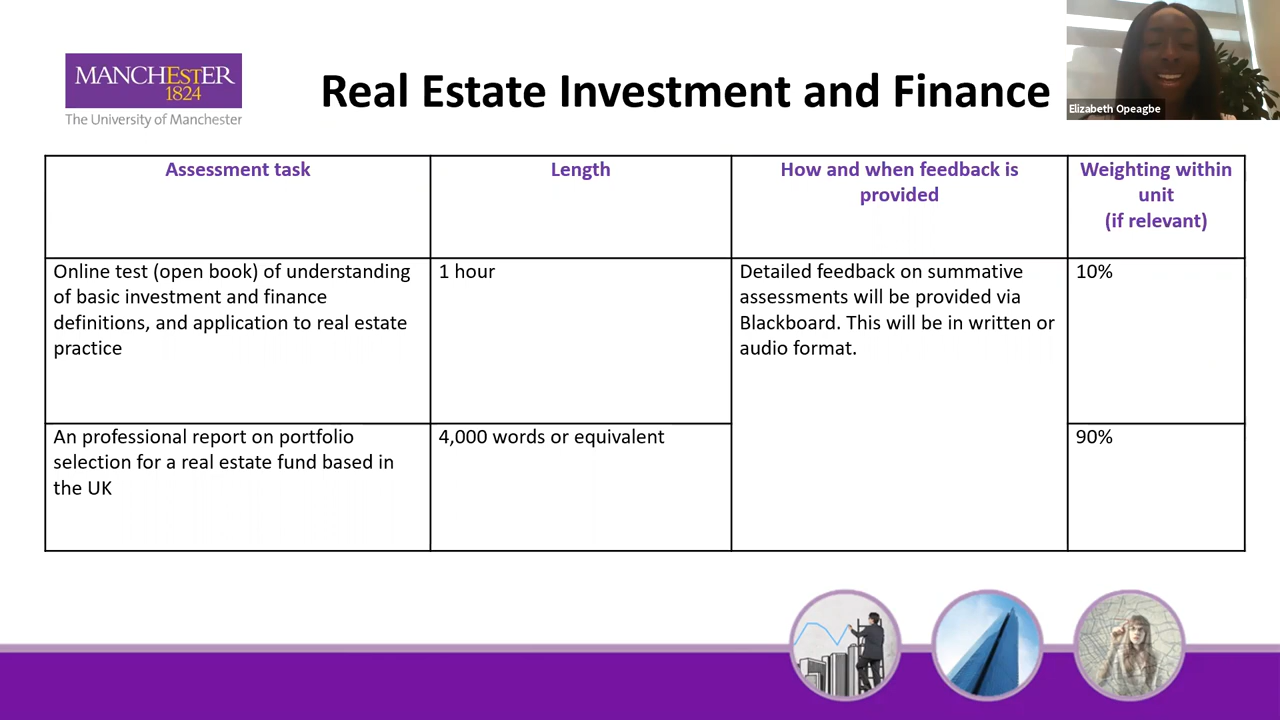 MANCHESTER
1824
The University of Manchester
Real Estate Investment and Finance
Elizabeth Opeagbe
Assessment task
Length
How and when feedback is
provided
Weighting within
unit
(if relevant)
Online test (open book) of understanding
of basic investment and finance
definitions, and application to real estate
practice
1 hour
Detailed feedback on summative
assessments will be provided via
Blackboard. This will be in written or
audio format.
10%
An professional report on portfolio
selection for a real estate fund based in
the UK
4,000 words or equivalent
90%